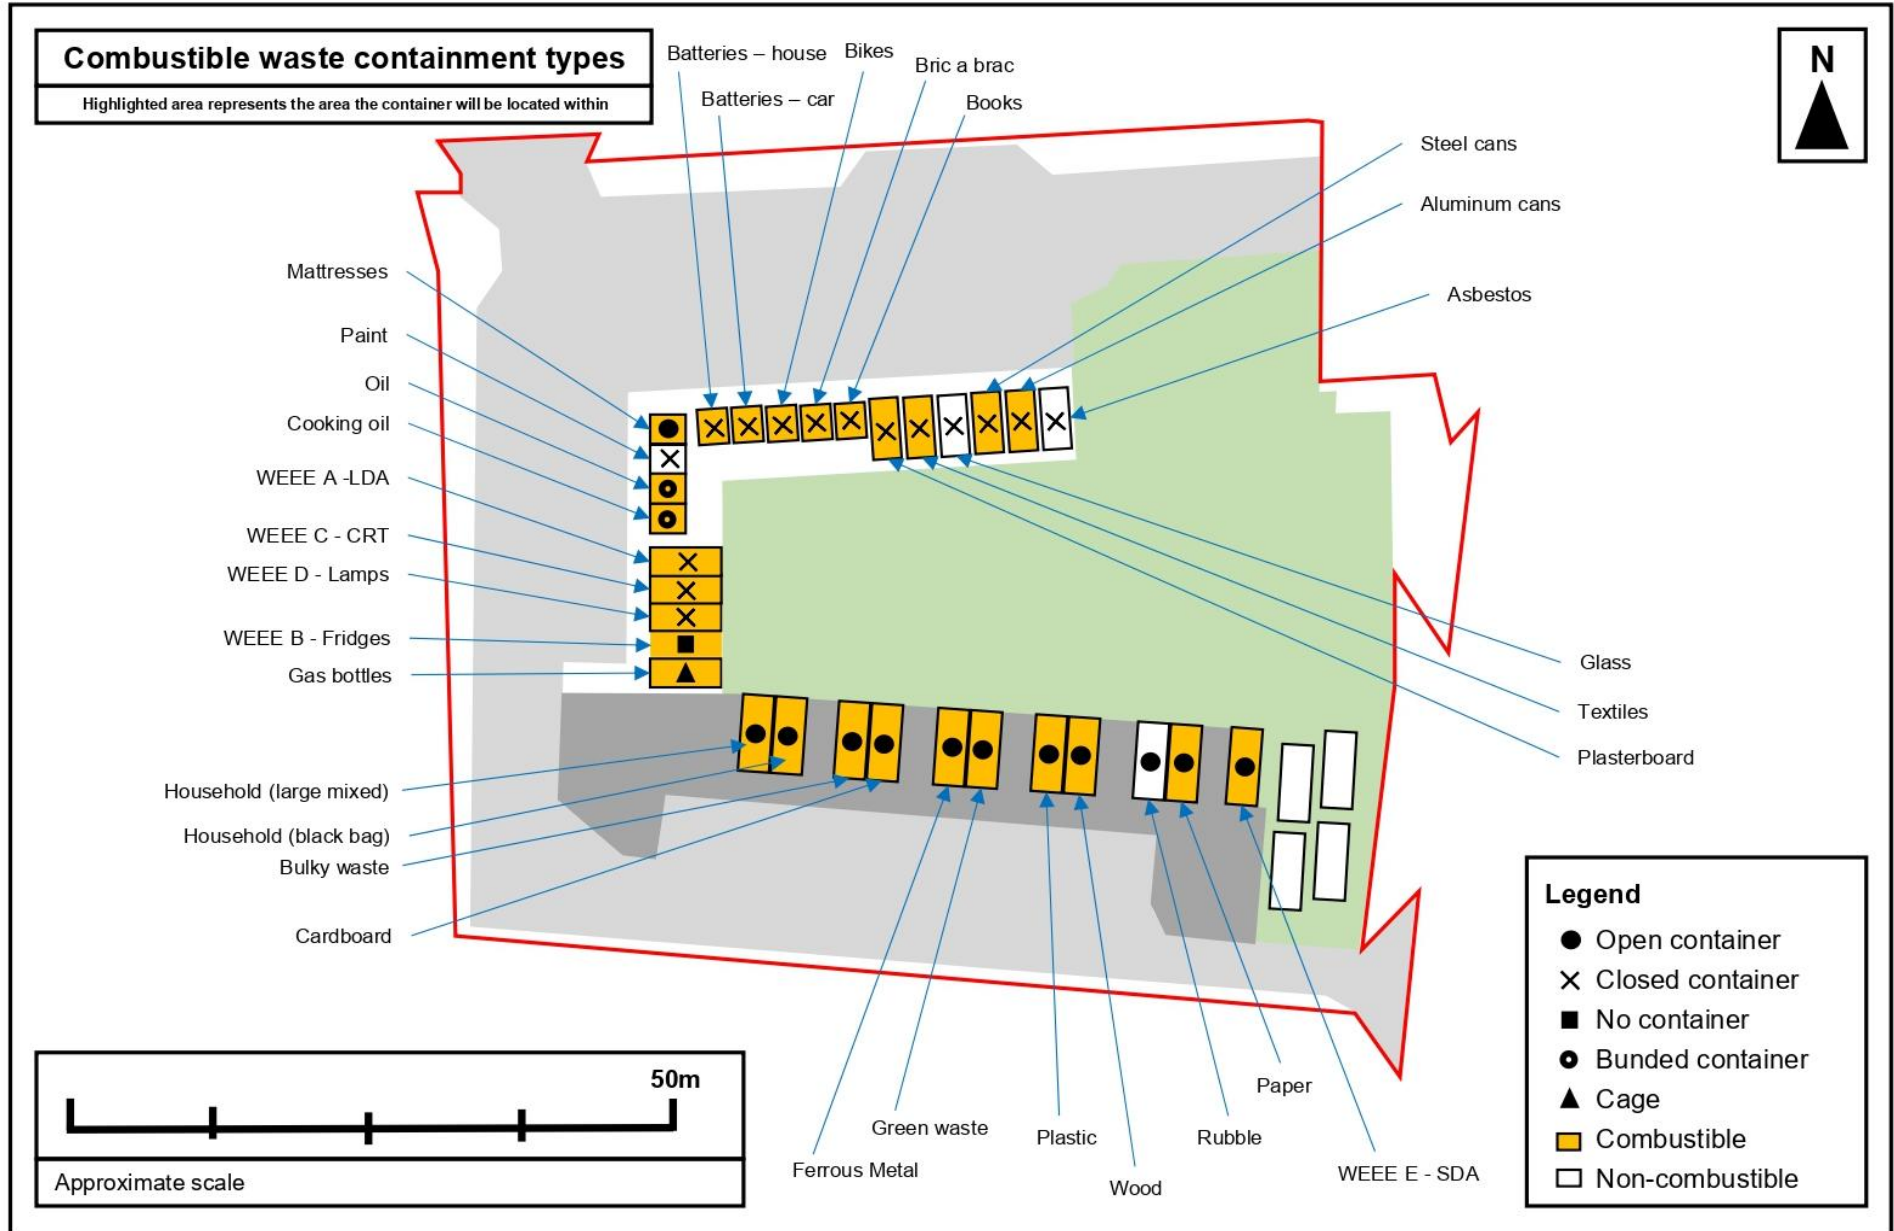 Combustible waste containment types
Highlighted area represents the area the container will be located within
Batteries – house
Bikes
Bric a brac
Batteries – car
Books
N
Steel cans
Aluminum cans
Asbestos
Mattresses
Paint
Oil
Cooking oil
WEEE A -LDA
WEEE C - CRT
WEEE D - Lamps
WEEE B - Fridges
Gas bottles
Glass
Textiles
Plasterboard
Household (large mixed)
Household (black bag)
Bulky waste
Cardboard
Ferrous Metal
Green waste
Plastic
Wood
Rubble
Paper
WEEE E - SDA
Legend
Open container
Closed container
No container
Bunded container
Cage
Combustible
Non-combustible
50m
Approximate scale